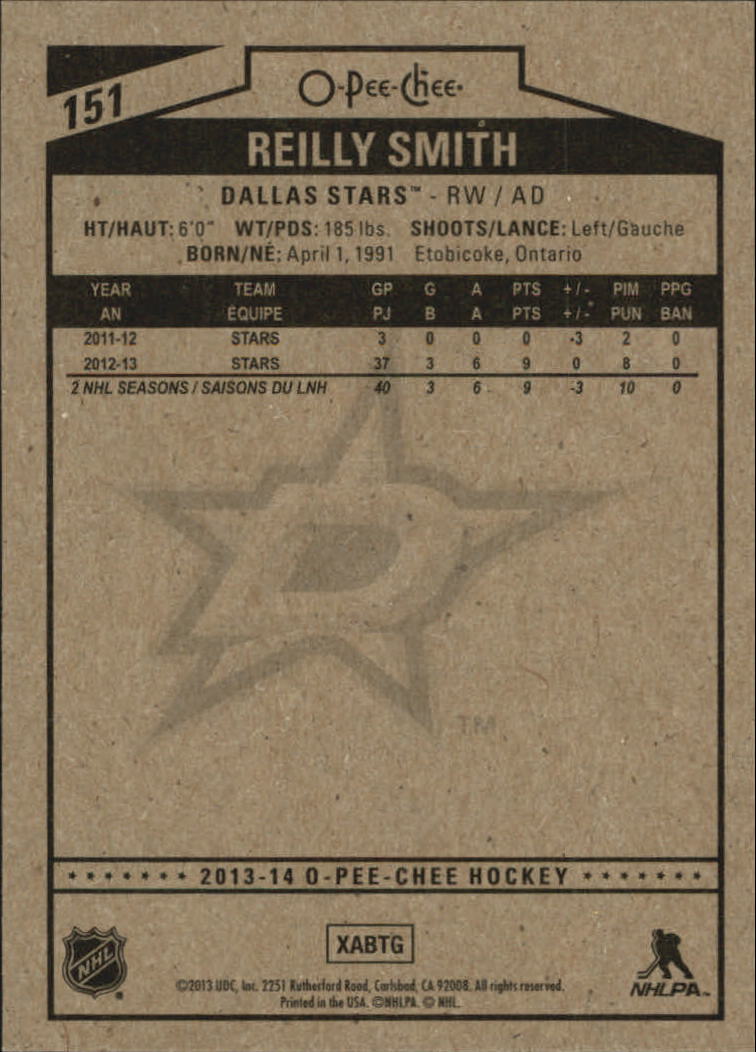 151
O-Pee-Chee
REILLY SMITH
DALLAS STARS™ - RW / AD
HT/HAUT: 6'0" WT/PDS: 185 lbs. SHOOTS/LANCE: Left/Gauche
BORN/NÉ: April 1, 1991 Etobicoke, Ontario
YEAR TEAM GP G A PTS +/- PIM PPG
AN ÉQUIPE PJ B A PTS +/- PUN BAN
2011-12 STARS 3 0 0 0 -3 2 0
2012-13 STARS 37 3 6 9 0 8 0
2 NHL SEASONS / SAISONS DU LNH 40 3 6 9 -3 10 0
D
TM
* * * * * * * 2013-14 O-PEE-CHEE HOCKEY * * * * * * *
XABTG
NHL
©2013 UDC, Inc. 2251 Rutherford Road, Carlsbad, CA 92008. All rights reserved.
Printed in the USA. ©NHLPA. © NHL.
NHLPA™